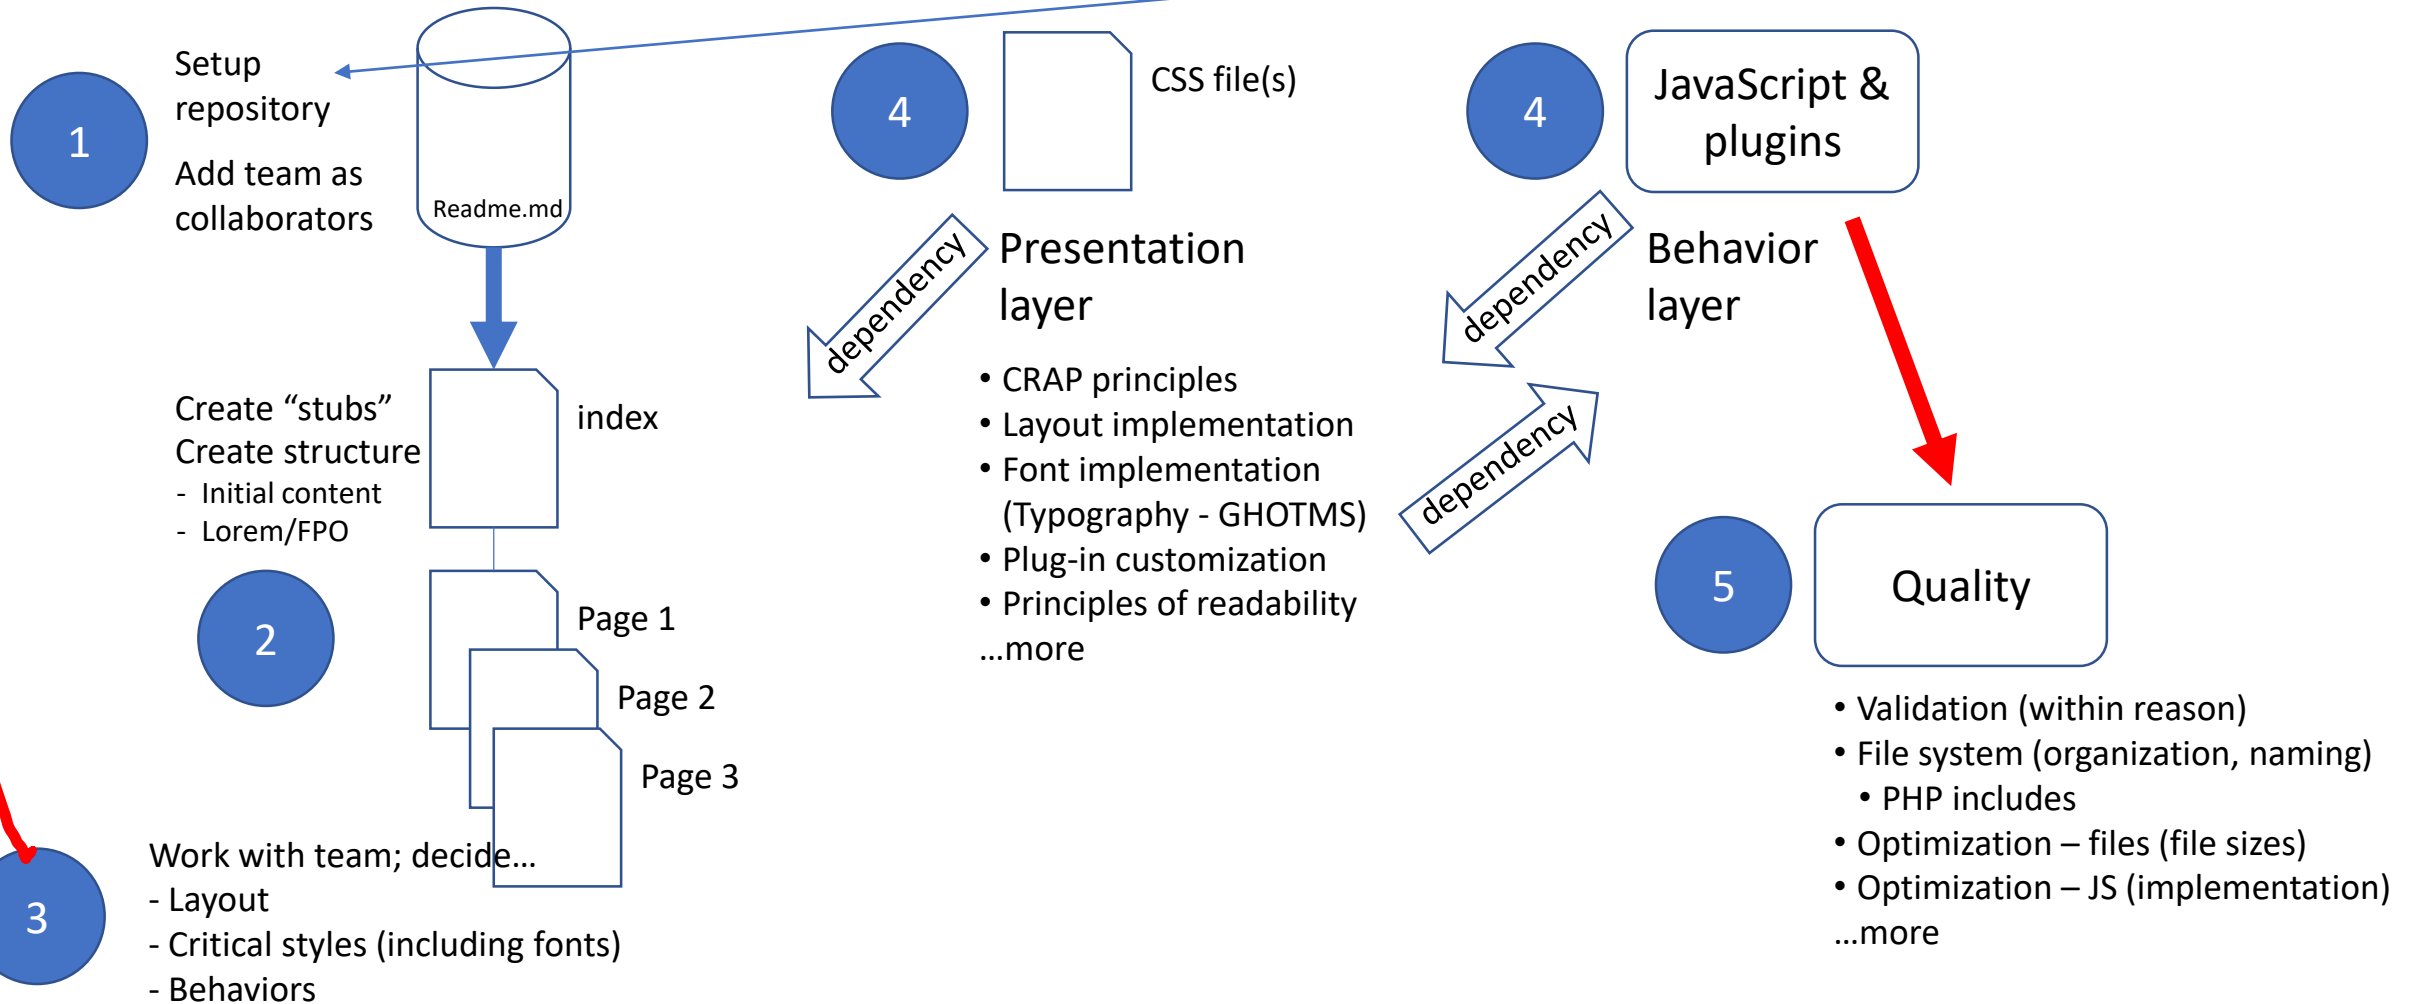 1
Setup
repository
Add team as
collaborators
Readme.md
Create “stubs”
Create structure
- Initial content
- Lorem/FPO
index
2
Page 1
Page 2
Page 3
3
Work with team; decide...
- Layout
- Critical styles (including fonts)
- Behaviors
4
CSS file(s)
dependency
Presentation
layer
• CRAP principles
• Layout implementation
• Font implementation
(Typography - GHOTMS)
• Plug-in customization
• Principles of readability
...more
4
JavaScript &
plugins
dependency
dependency
Behavior
layer
5
Quality
• Validation (within reason)
• File system (organization, naming)
• PHP includes
• Optimization – files (file sizes)
• Optimization – JS (implementation)
...more